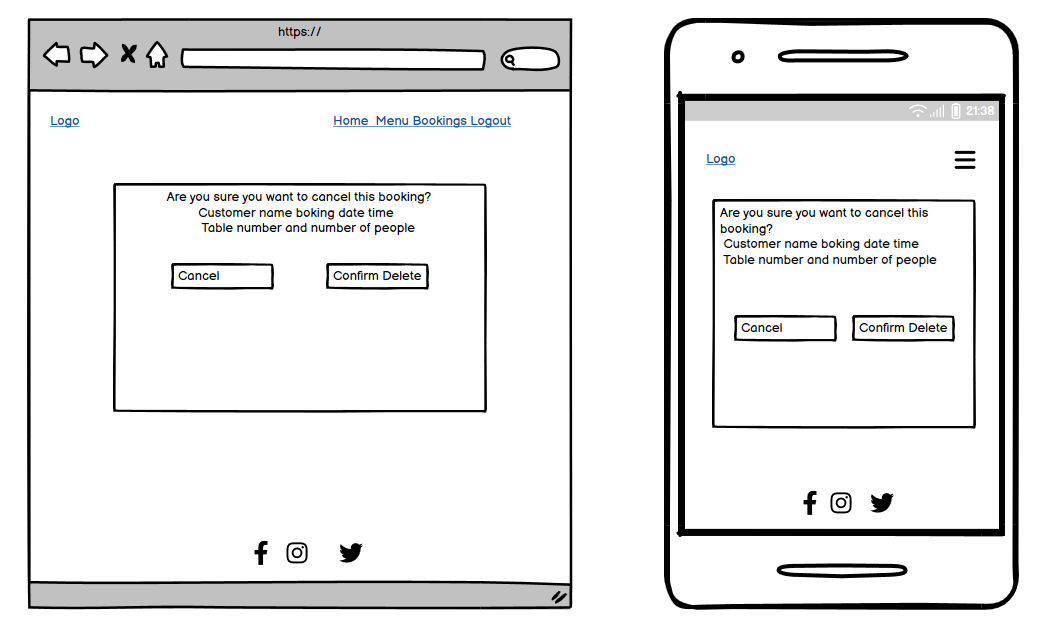 https://
Logo
Home Menu Bookings Logout
Are you sure you want to cancel this booking?
Customer name boking date time
Table number and number of people
Cancel
Confirm Delete
21:38
Logo
Are you sure you want to cancel this
booking?
Customer name boking date time
Table number and number of people
Cancel
Confirm Delete